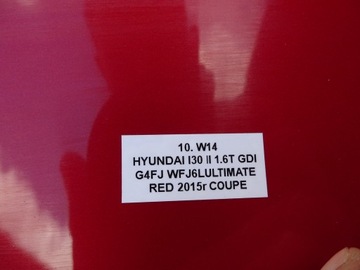 10. W14
HYUNDAI I30 II 1.6T GDI
G4FJ WFJ6LULTIMATE
RED 2015r COUPE